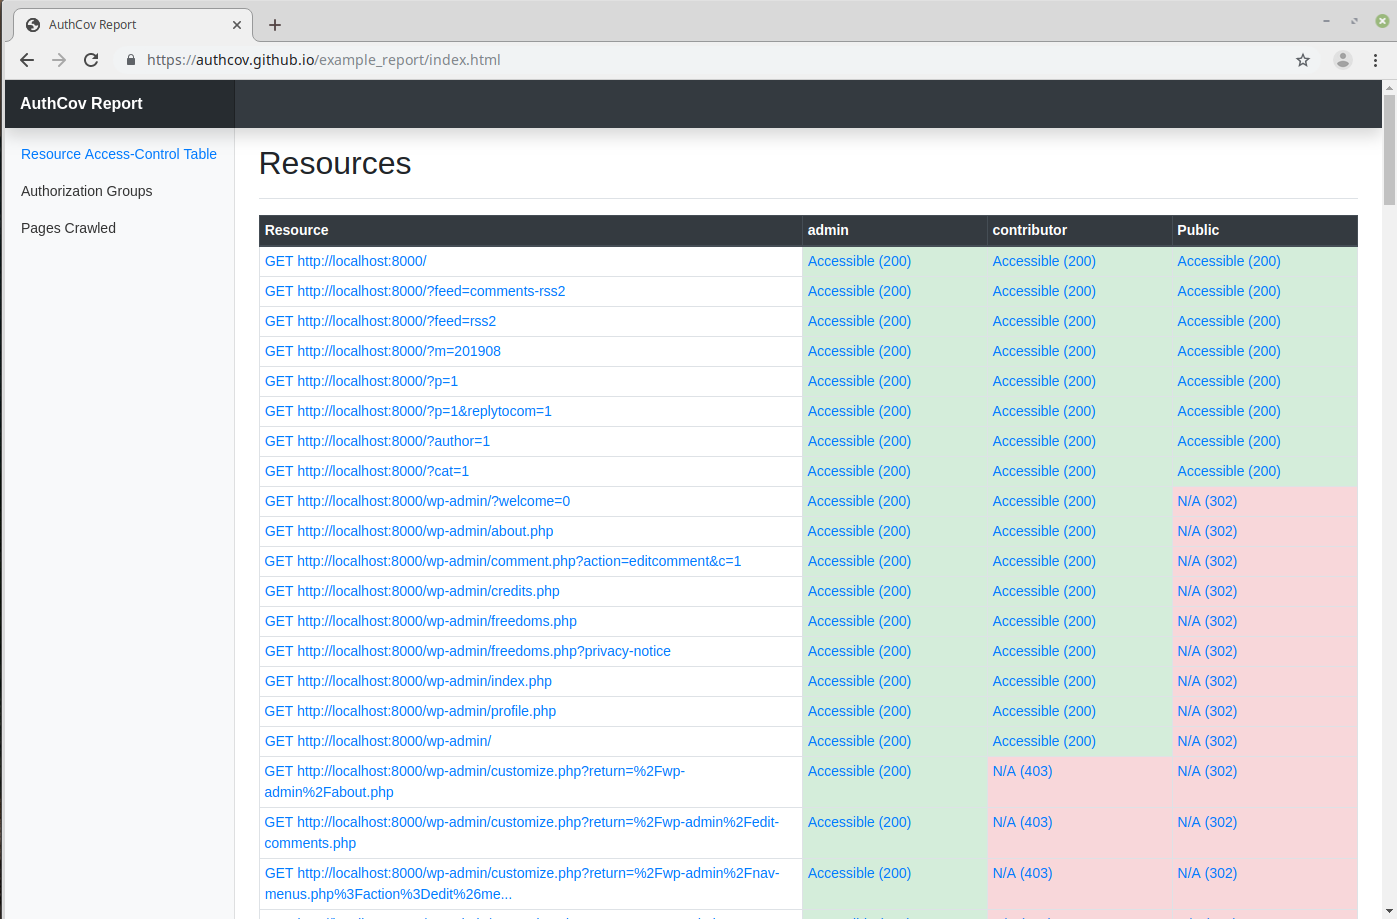 AuthCov Report
https://authcov.github.io/example_report/index.html
AuthCov Report
Resource Access-Control Table
Authorization Groups
Pages Crawled
Resources
Resource admin contributor Public
GET http://localhost:8000/ Accessible (200) Accessible (200) Accessible (200)
GET http://localhost:8000/?feed=comments-rss2 Accessible (200) Accessible (200) Accessible (200)
GET http://localhost:8000/?feed=rss2 Accessible (200) Accessible (200) Accessible (200)
GET http://localhost:8000/?m=201908 Accessible (200) Accessible (200) Accessible (200)
GET http://localhost:8000/?p=1 Accessible (200) Accessible (200) Accessible (200)
GET http://localhost:8000/?p=1&replytocom=1 Accessible (200) Accessible (200) Accessible (200)
GET http://localhost:8000/?author=1 Accessible (200) Accessible (200) Accessible (200)
GET http://localhost:8000/?cat=1 Accessible (200) Accessible (200) Accessible (200)
GET http://localhost:8000/wp-admin/?welcome=0 Accessible (200) Accessible (200) N/A (302)
GET http://localhost:8000/wp-admin/about.php Accessible (200) Accessible (200) N/A (302)
GET http://localhost:8000/wp-admin/comment.php?action=editcomment&c=1 Accessible (200) Accessible (200) N/A (302)
GET http://localhost:8000/wp-admin/credits.php Accessible (200) Accessible (200) N/A (302)
GET http://localhost:8000/wp-admin/freedoms.php Accessible (200) Accessible (200) N/A (302)
GET http://localhost:8000/wp-admin/freedoms.php?privacy-notice Accessible (200) Accessible (200) N/A (302)
GET http://localhost:8000/wp-admin/index.php Accessible (200) Accessible (200) N/A (302)
GET http://localhost:8000/wp-admin/profile.php Accessible (200) Accessible (200) N/A (302)
GET http://localhost:8000/wp-admin/ Accessible (200) Accessible (200) N/A (302)
GET http://localhost:8000/wp-admin/customize.php?return=%2Fwp- Accessible (200) N/A (403) N/A (302)
admin%2Fabout.php
GET http://localhost:8000/wp-admin/customize.php?return=%2Fwp-admin%2Fedit- Accessible (200) N/A (403) N/A (302)
comments.php
GET http://localhost:8000/wp-admin/customize.php?return=%2Fwp-admin%2Fnav- Accessible (200) N/A (403) N/A (302)
menus.php%3Faction%3Dedit%26me...